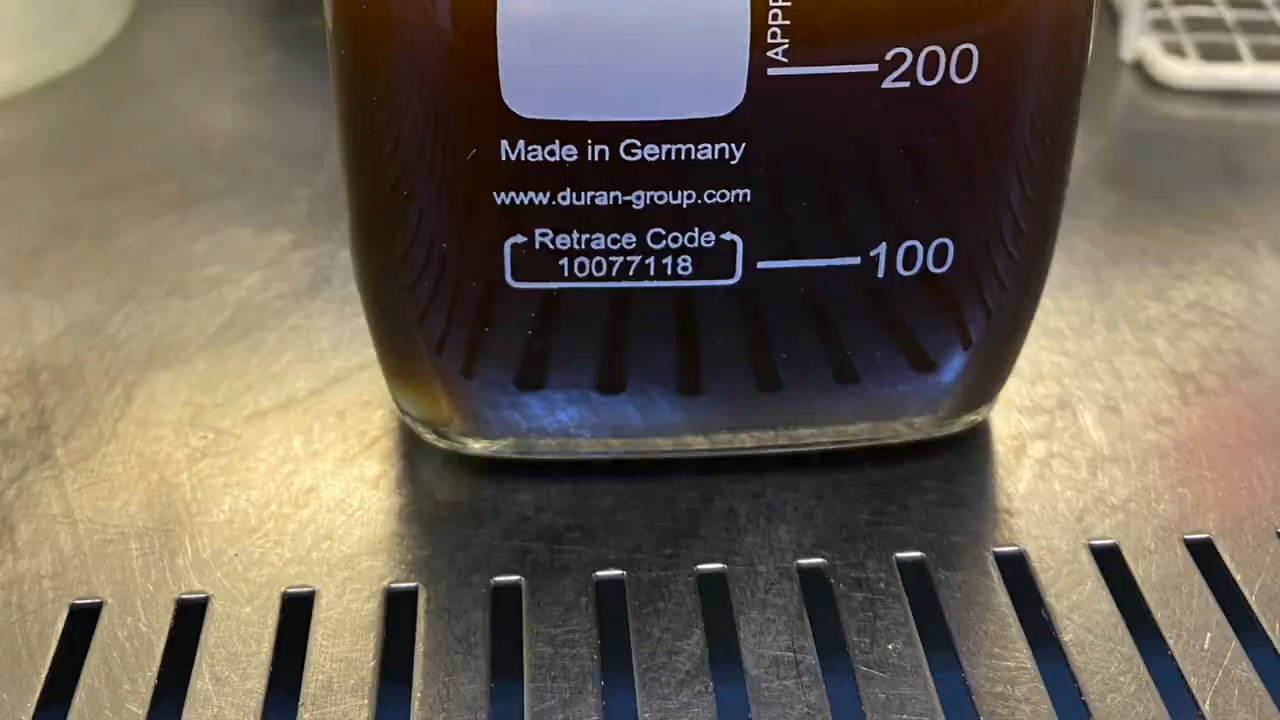 200
Made in Germany
www.duran-group.com
Retrace Code
10077118
100